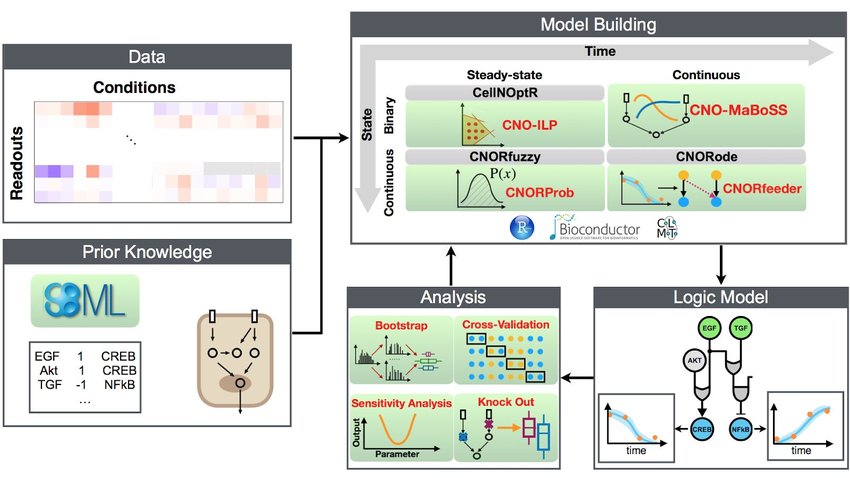 Data
Conditions
Readouts
Prior Knowledge
SBML
EGF 1 CREB
Akt 1 CREB
TGF -1 NFkB
...
Model Building
Time
State
Steady-state
Continuous
Binary
CellNOptR
CNO-ILP
CNO-MaBoSS
Continuous
CNORfuzzy
CNORode
P(x)
CNORProb
CNORfeeder
R
Bioconductor
OPEN SOURCE SOFTWARE FOR BIOINFORMATICS
CoLo
MoTo
Analysis
Bootstrap
Cross-Validation
Sensitivity Analysis
Knock Out
Output
Parameter
Logic Model
EGF
TGF
AKT
CREB
NFkB
time
time